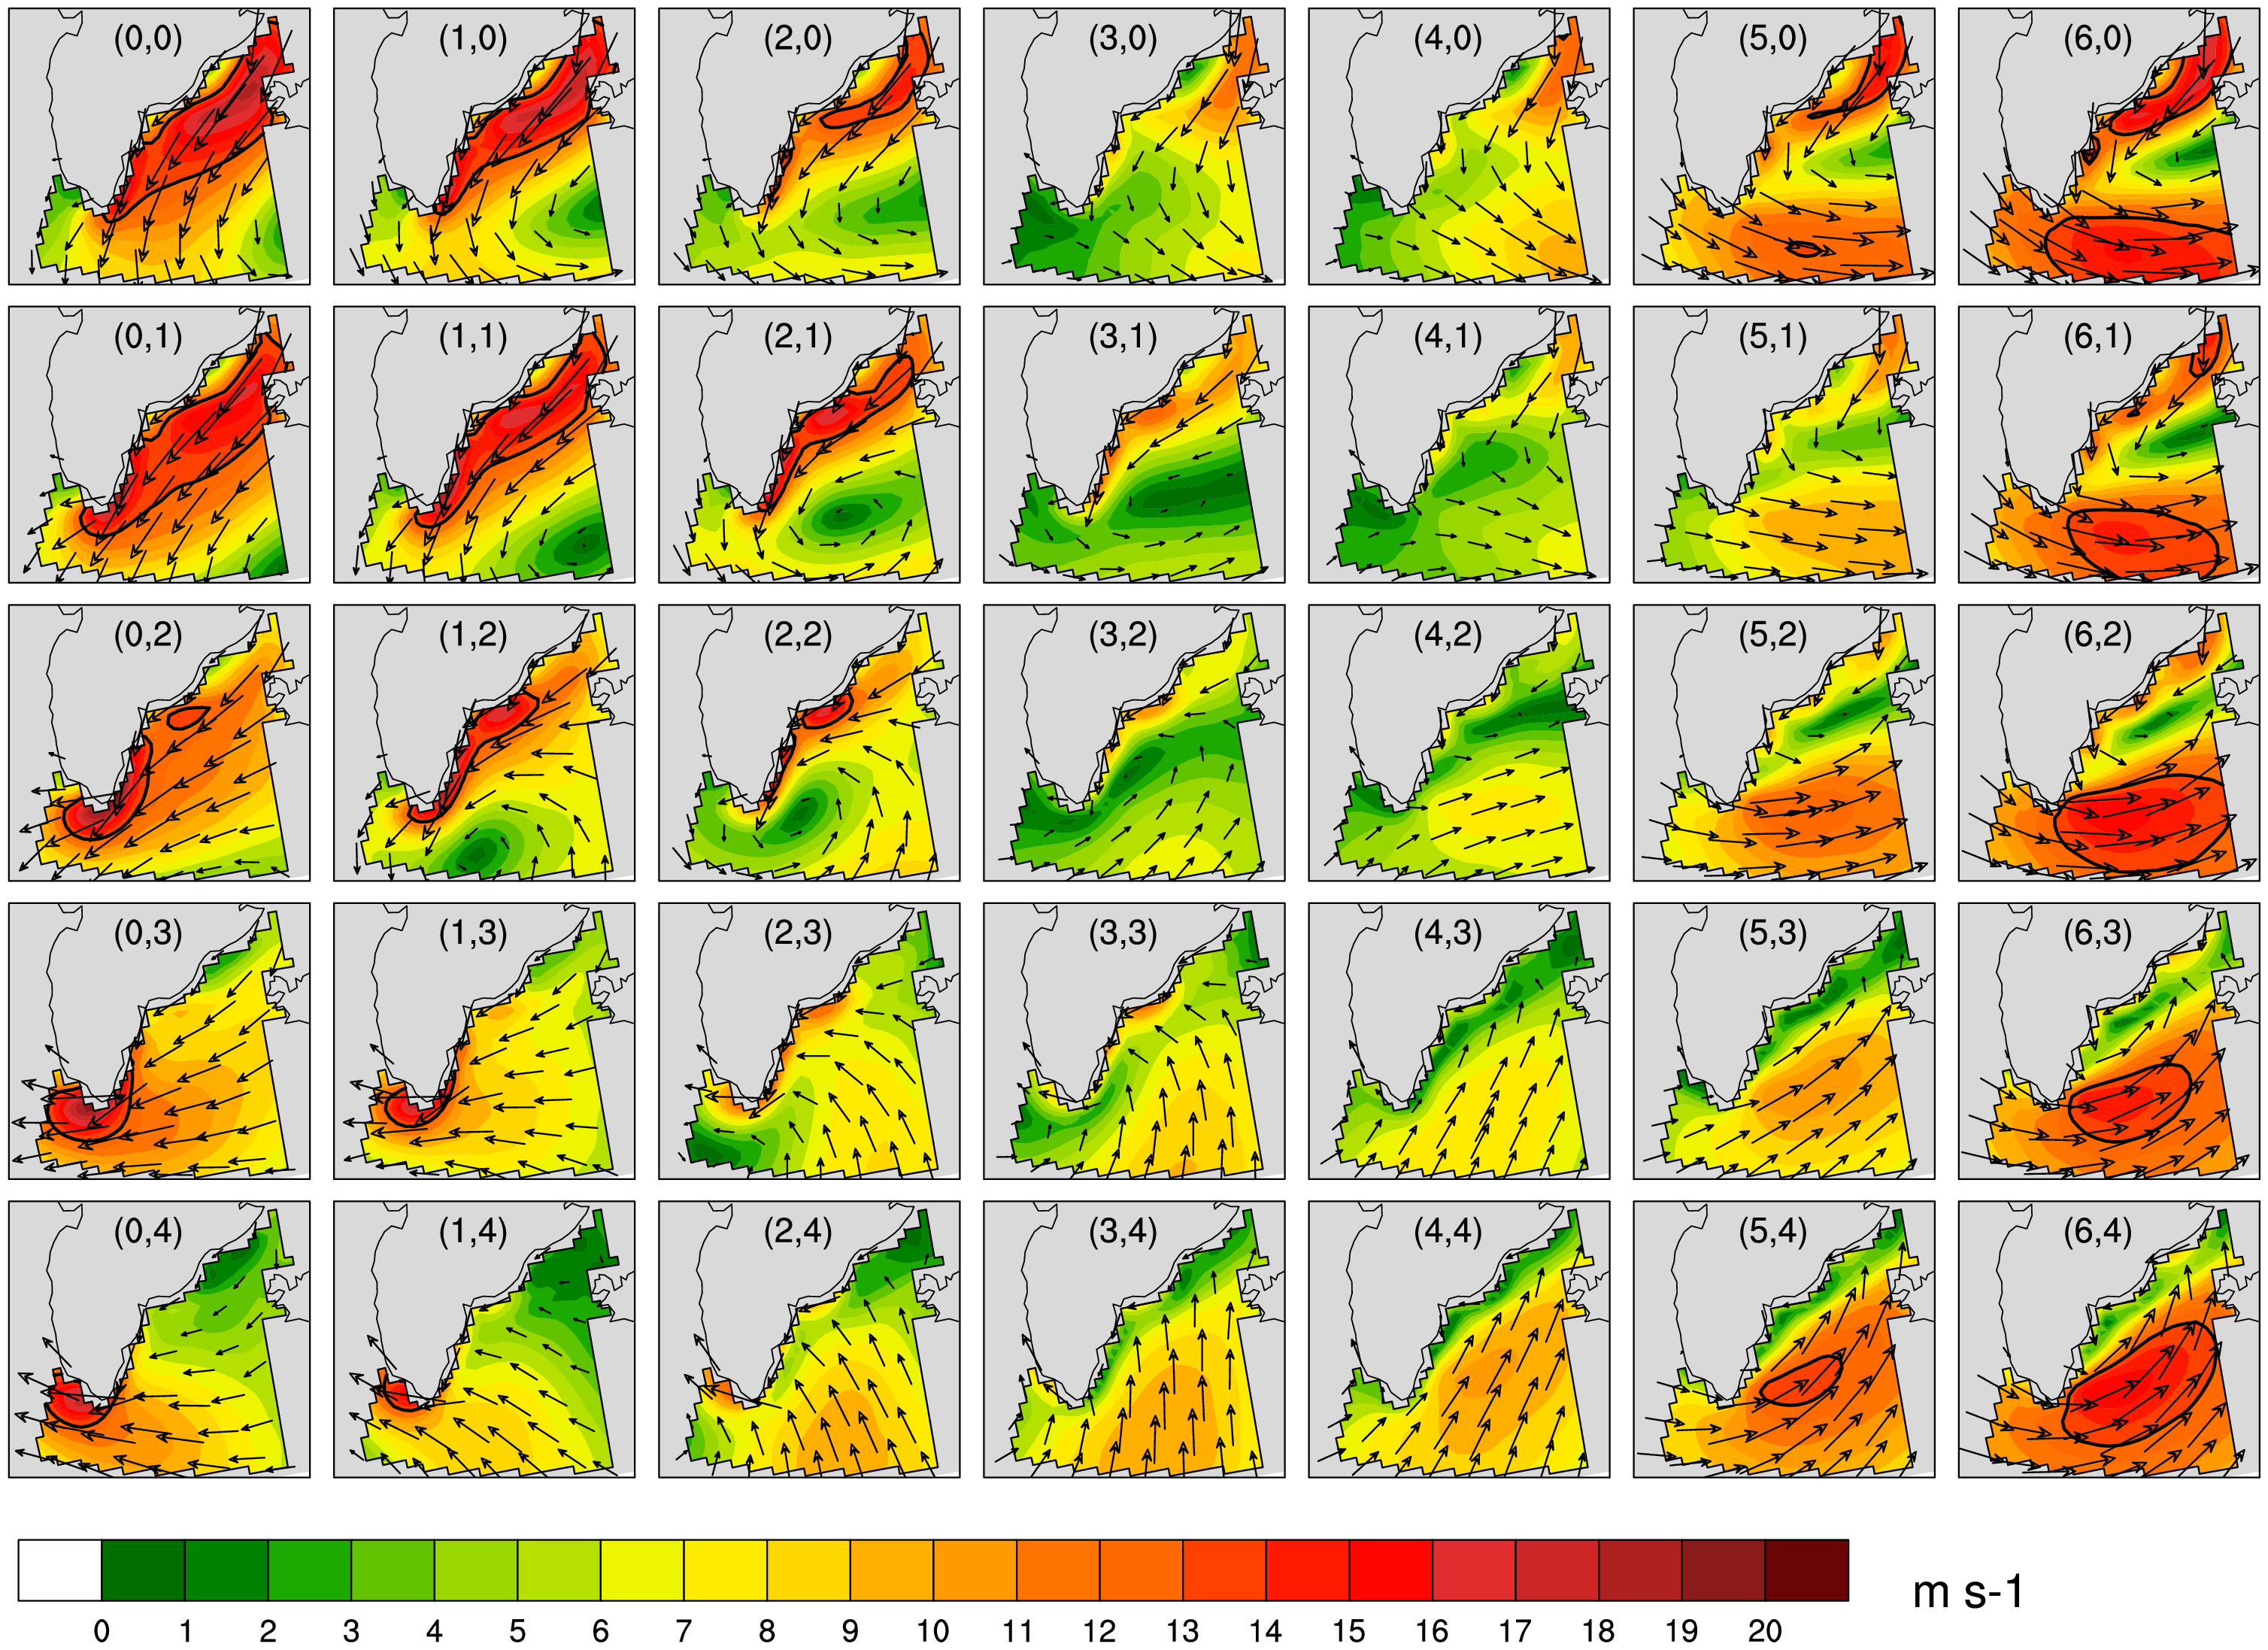 (0,0) (1,0) (2,0) (3,0) (4,0) (5,0) (6,0)
(0,1) (1,1) (2,1) (3,1) (4,1) (5,1) (6,1)
(0,2) (1,2) (2,2) (3,2) (4,2) (5,2) (6,2)
(0,3) (1,3) (2,3) (3,3) (4,3) (5,3) (6,3)
(0,4) (1,4) (2,4) (3,4) (4,4) (5,4) (6,4)
m s-1
0 1 2 3 4 5 6 7 8 9 10 11 12 13 14 15 16 17 18 19 20